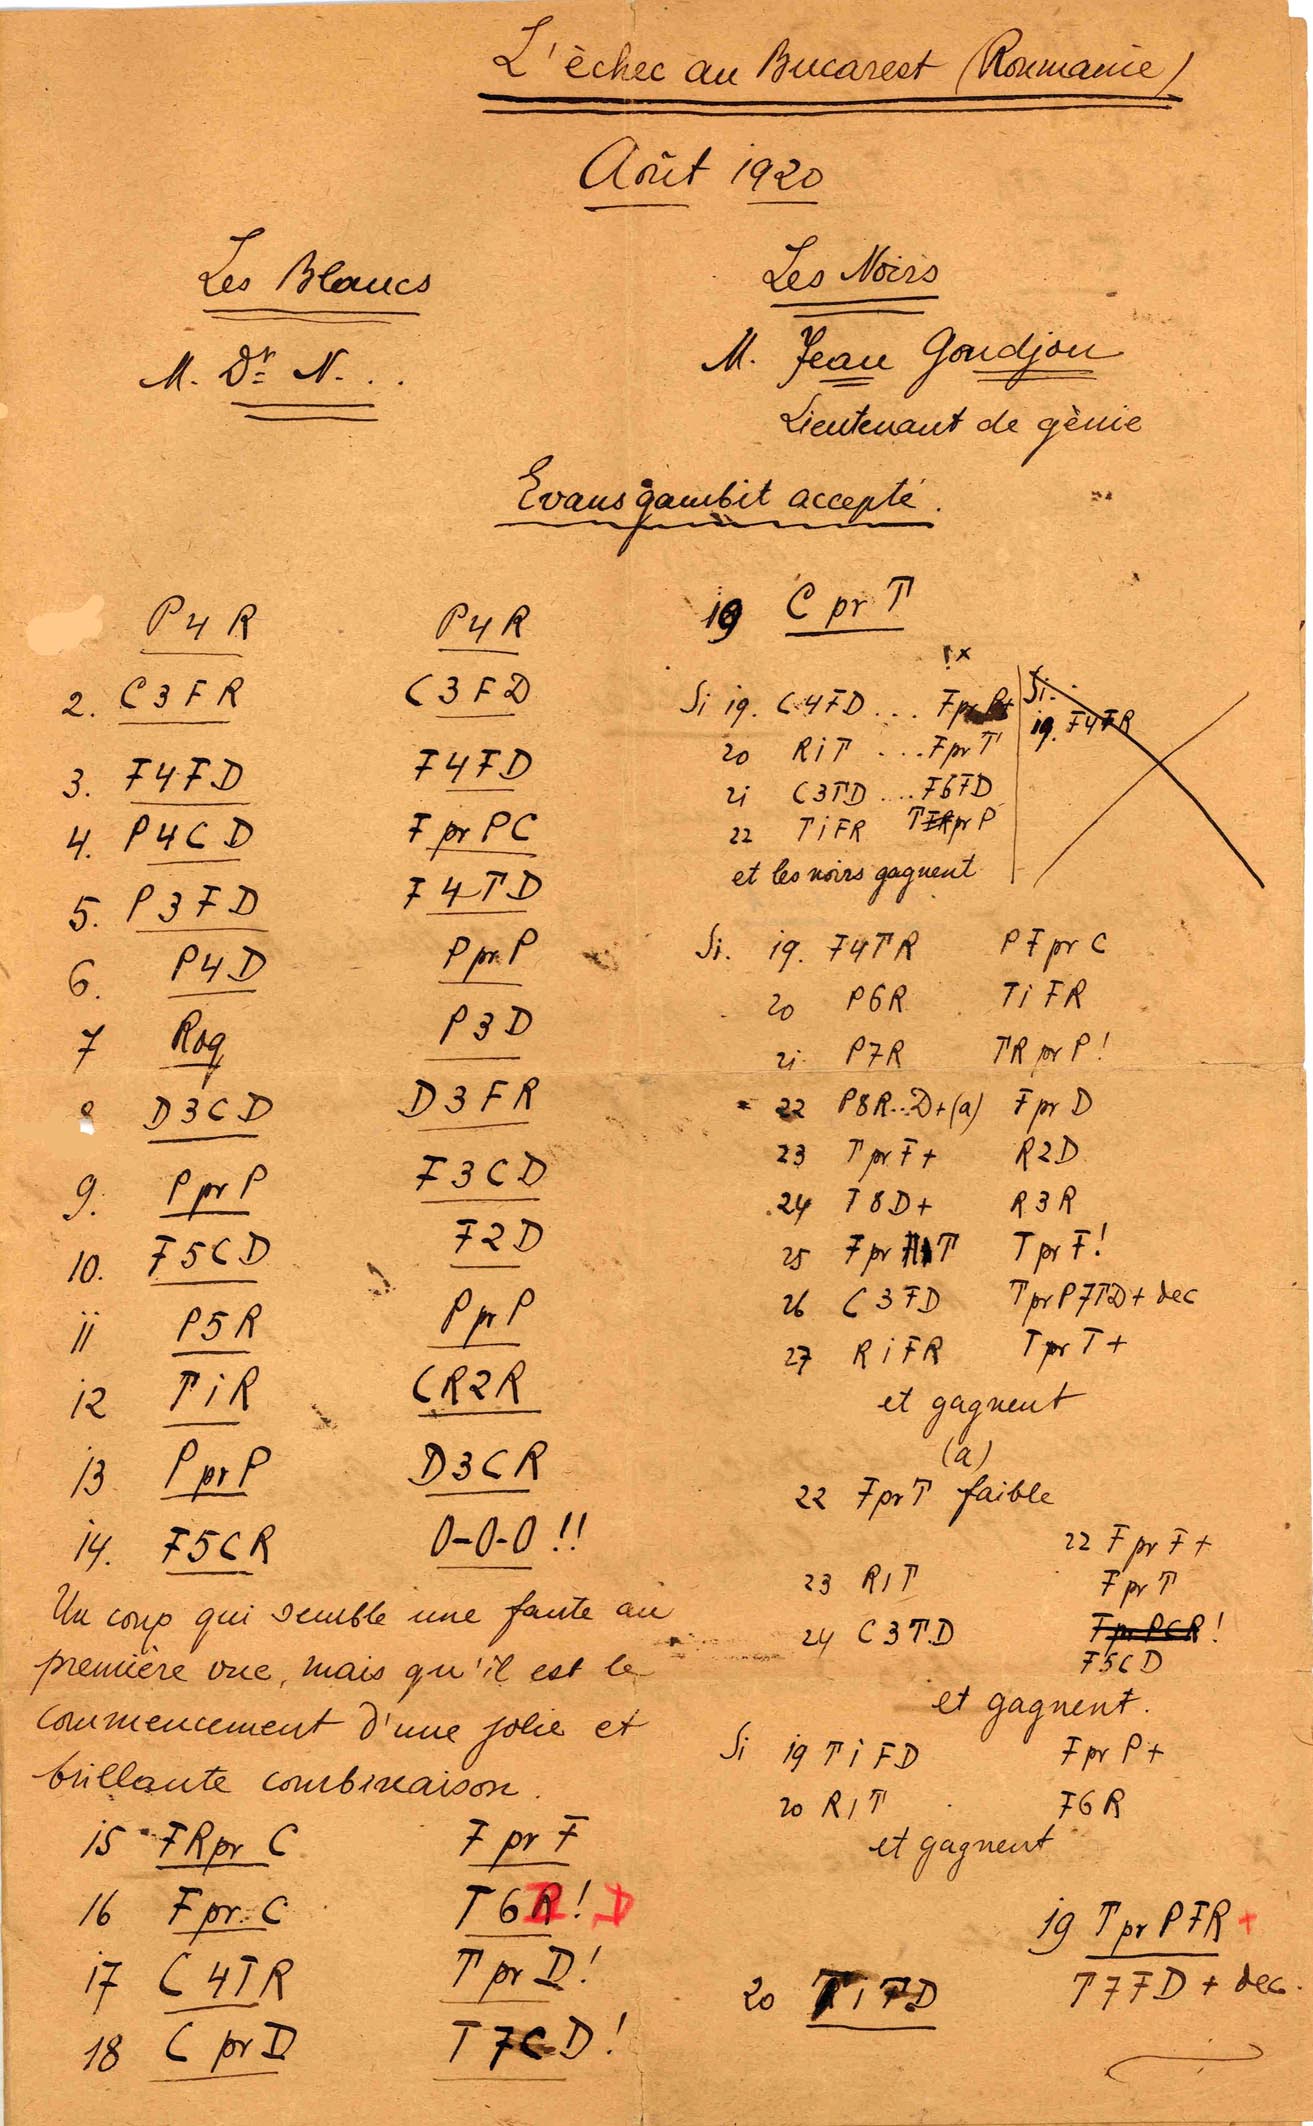 L'èchec au Bucarest (Roumanie)
Août 1920
Les Blancs
M. Dr N. . .
Les Noirs
M. Jean Goudjou
Lieutenant de gènie
Evans gambit accepté.
P4R P4R
2. C3FR C3FD
3. F4FD F4FD
4. P4CD F pr PC
5. P3FD F4TD
6. P4D P pr P
7 Roq P3D
8 D3CD D3FR
9. P pr P F3CD
10. F5CD F2D
11 P5R P pr P
12 T1R CR2R
13 P pr P D3CR
14. F5CR 0-0-0!!
Un coup qui semble une faute au
première vue, mais qu'il est le
commencement d'une jolie et
brillante combinaison.
15 FR pr C F pr F
16 F pr. C T6R! D
17 C4TR T pr D!
18 C pr D T7CD!
19 C pr T
!x
Si 19. C4FD ... F pr P+
20 R1T ... F pr T
21 C3TD ... F6FD
22 T1FR T pr P
et les noirs gagnent
Si.
19. F4FR
Si. 19. F4TR PF pr C
20 P6R T1FR
21. P7R TR pr P!
22 P8R..D+(a) F pr D
23 T pr F+ R2D
24 T8D+ R3R
25 F pr T T pr F!
26 C3FD T pr P7TD+ dec
27 R1FR T pr T+
et gagnent
(a)
22 F pr T faible
22 F pr F+
23 R1T F pr T
24 C3T.D F pr PCR!
F5CD
et gagnent.
Si 19 T1FD F pr P+
20 R1T F6R
et gagnent
19 T pr PFR +
20 T1FD T7FD + dec.